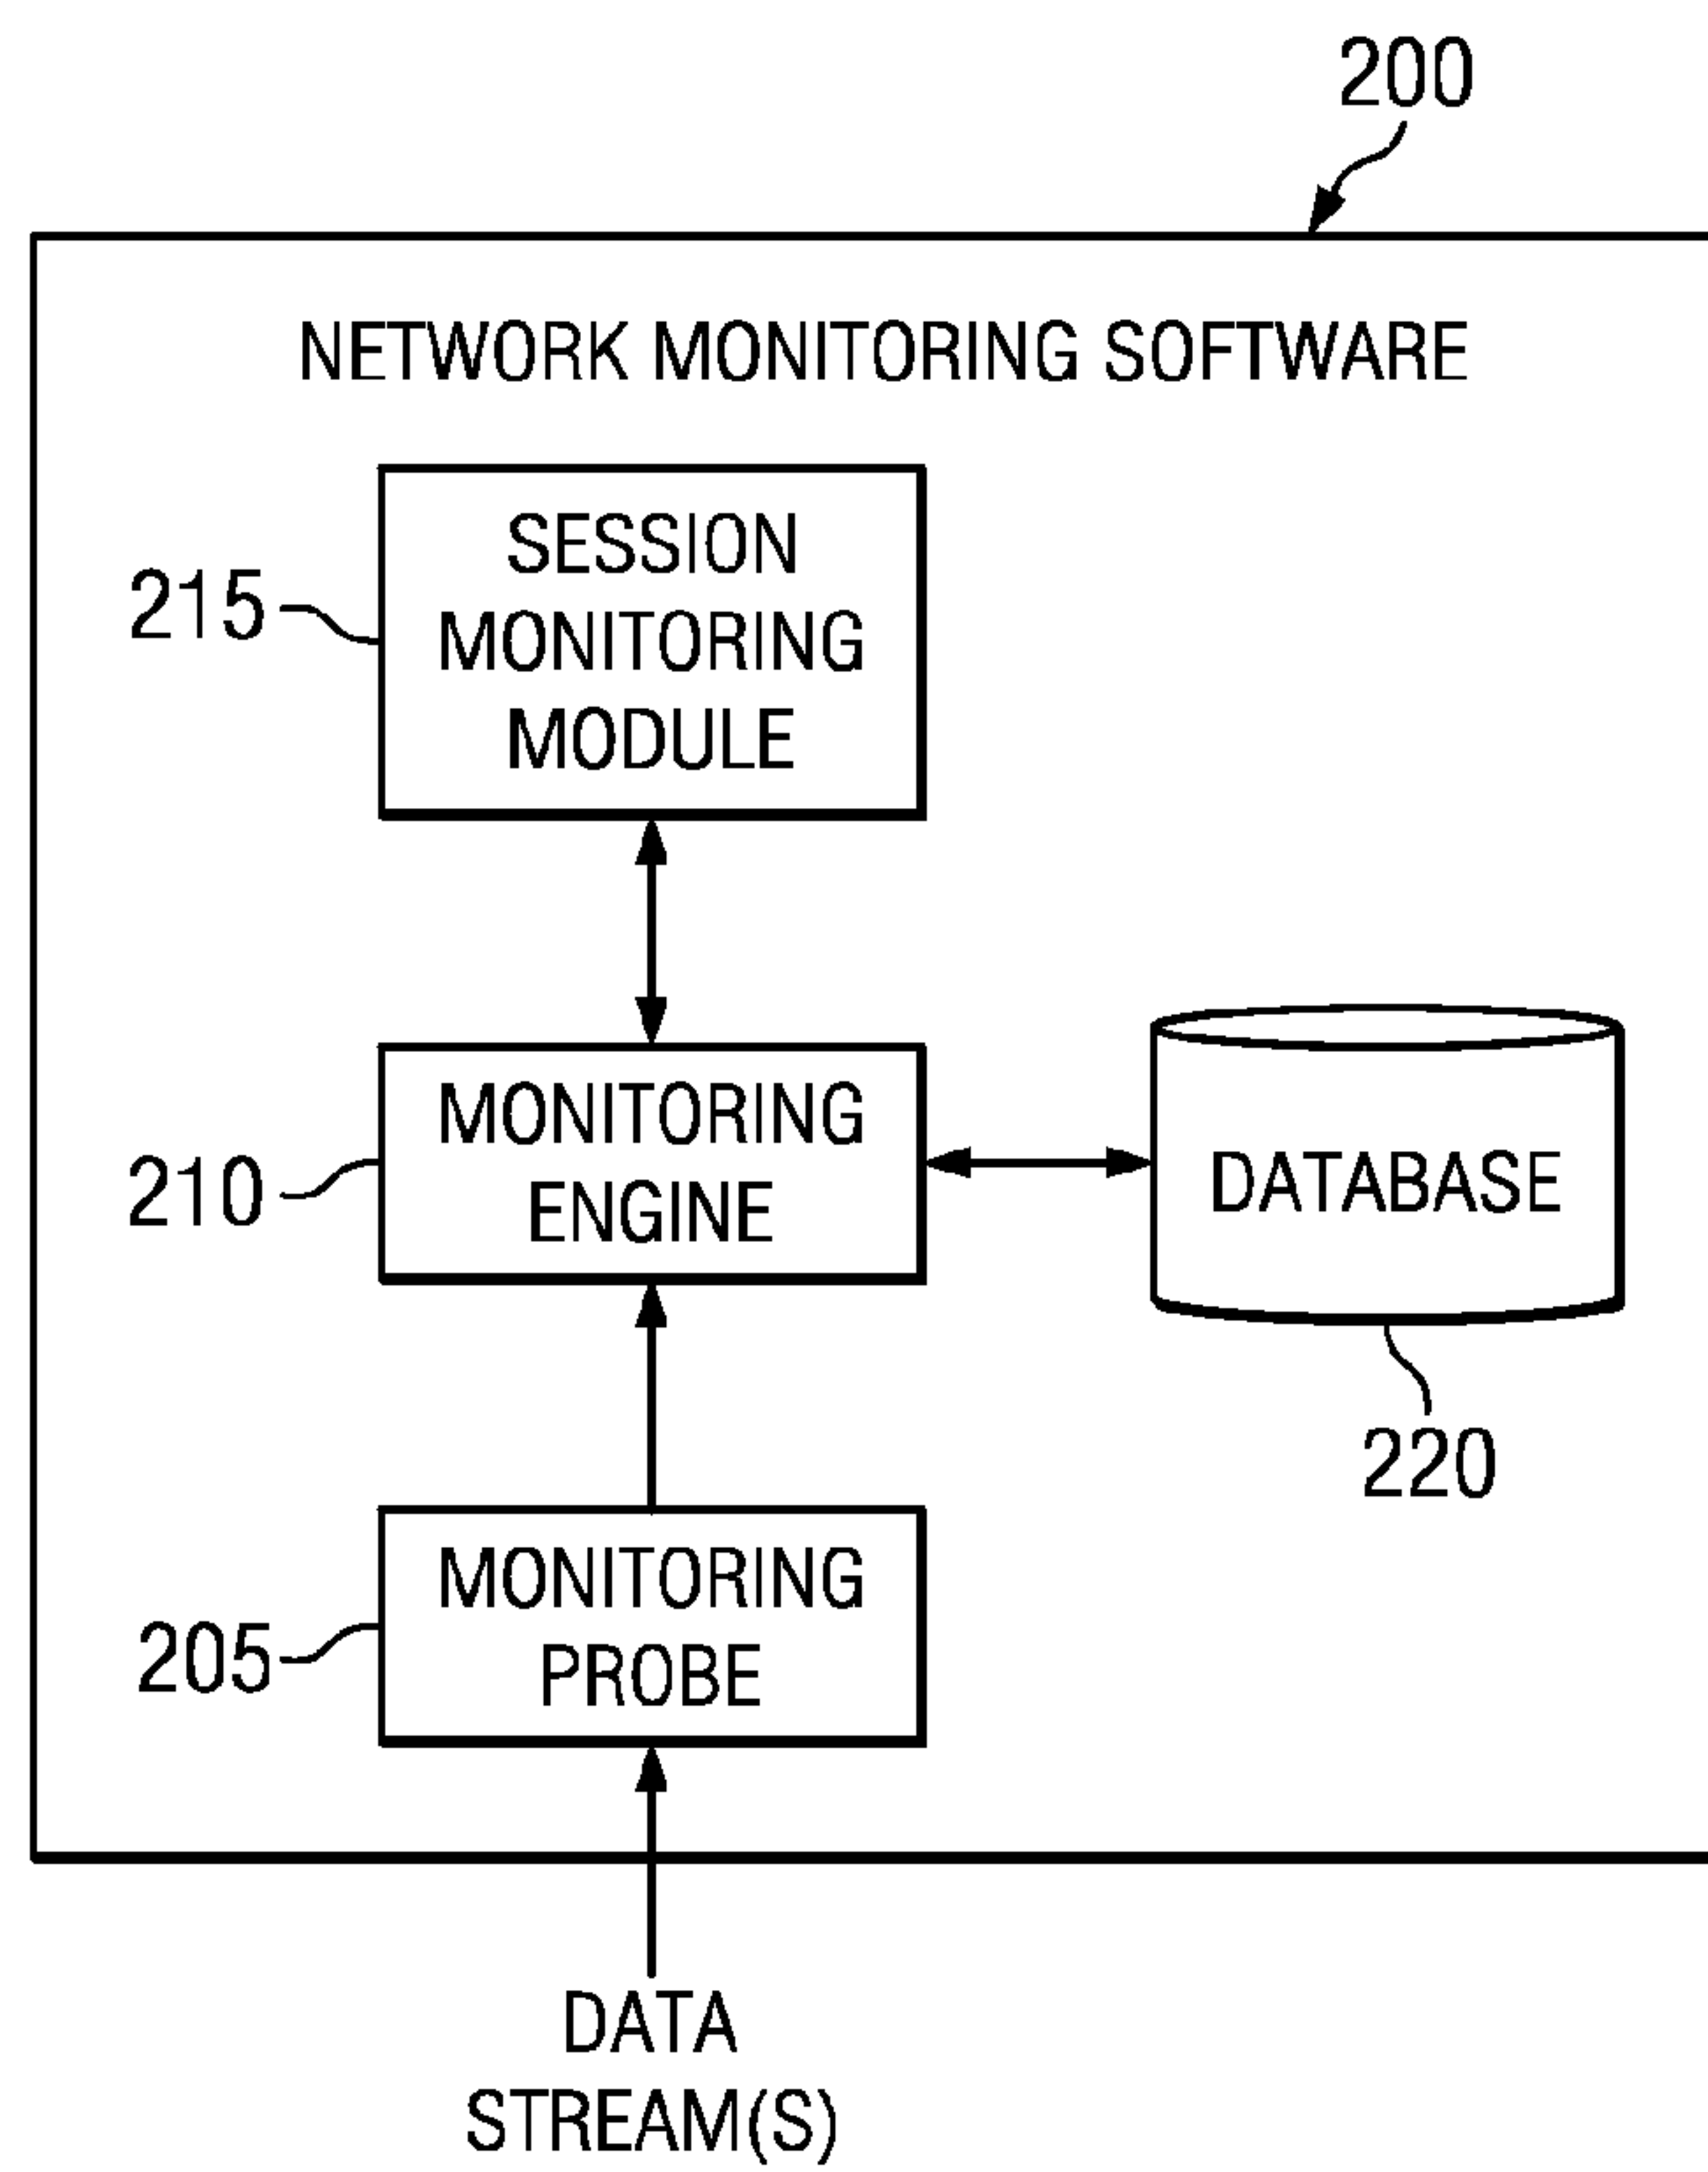 200
NETWORK MONITORING SOFTWARE
SESSION
MONITORING
MODULE
215
MONITORING
ENGINE
210
DATABASE
220
MONITORING
PROBE
205
DATA
STREAM(S)